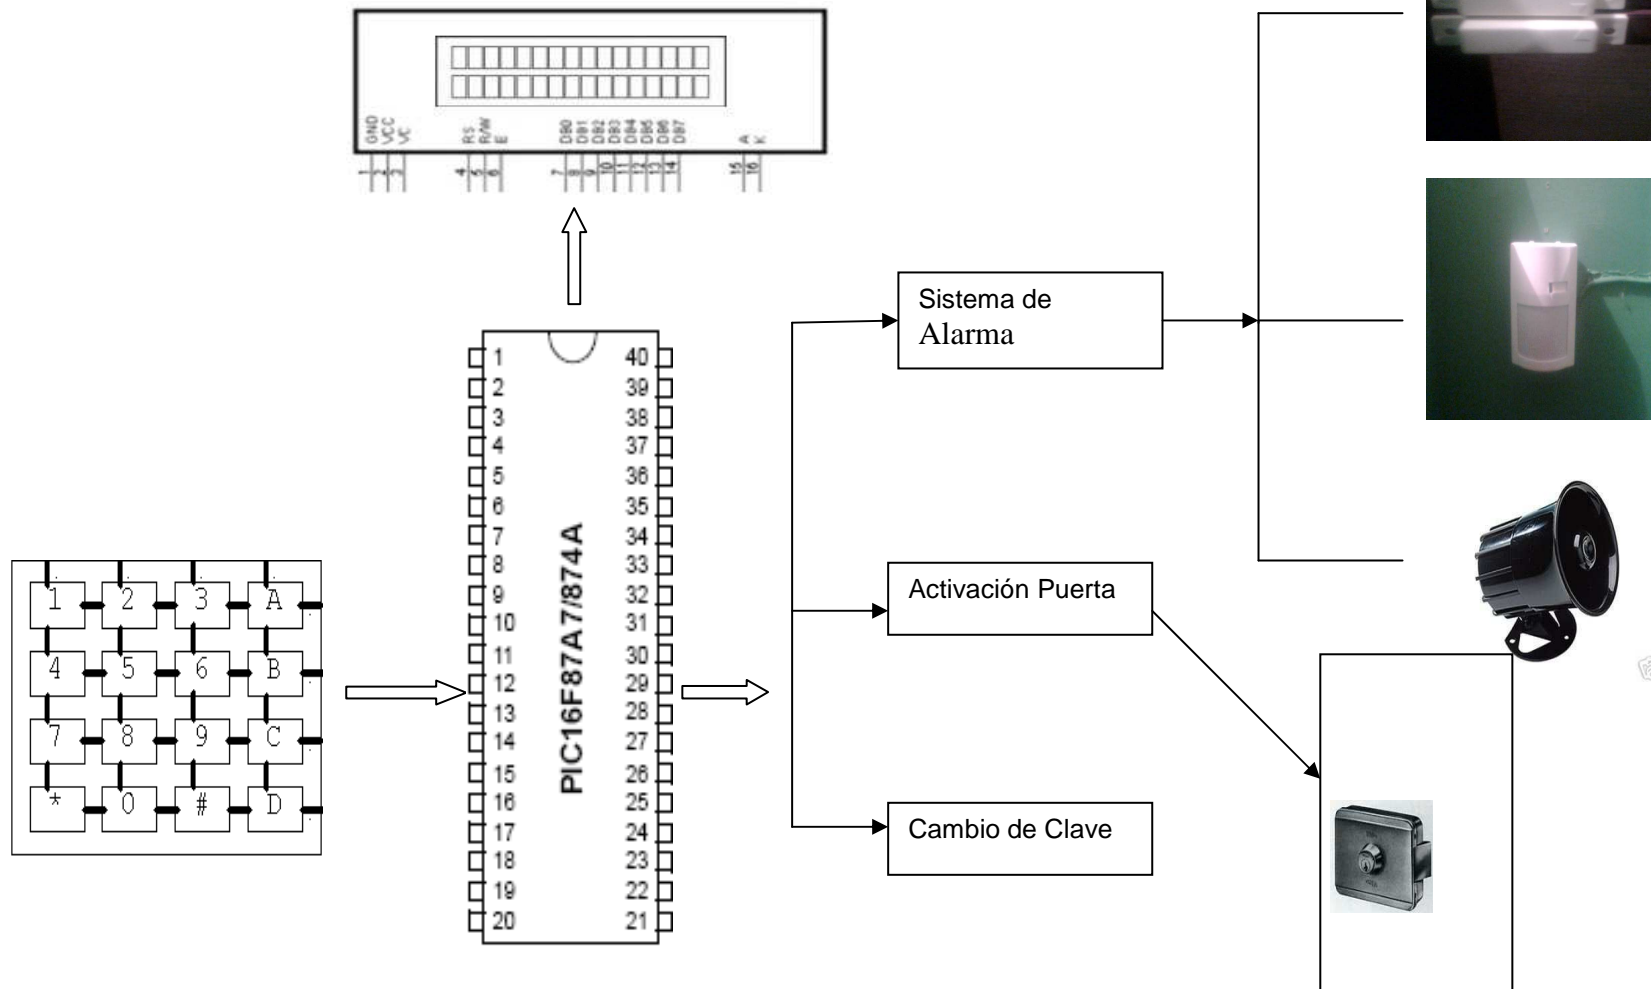 GND
VCC
VC
RS
R/W
E
DB0
DB1
DB2
DB3
DB4
DB5
DB6
DB7
A
K
1
2
3
4
5
6
7
8
9
10
11
12
13
14
15
16
Sistema de
Alarma
1 40
2 39
3 38
4 37
5 36
6 35
7 34
8 33
9 32
10 31
11 30
12 29
13 28
14 27
15 26
16 25
17 24
18 23
19 22
20 21
PIC16F87A7/874A
1 2 3 A
4 5 6 B
7 8 9 C
* 0 # D
Activación Puerta
Cambio de Clave